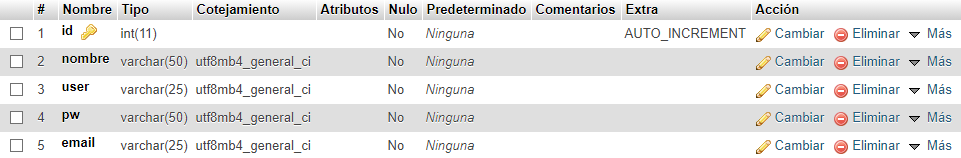 # Nombre Tipo Cotejamiento Atributos Nulo Predeterminado Comentarios Extra Acción
1 id int(11) No Ninguna AUTO_INCREMENT Cambiar Eliminar Más
2 nombre varchar(50) utf8mb4_general_ci No Ninguna Cambiar Eliminar Más
3 user varchar(25) utf8mb4_general_ci No Ninguna Cambiar Eliminar Más
4 pw varchar(50) utf8mb4_general_ci No Ninguna Cambiar Eliminar Más
5 email varchar(25) utf8mb4_general_ci No Ninguna Cambiar Eliminar Más